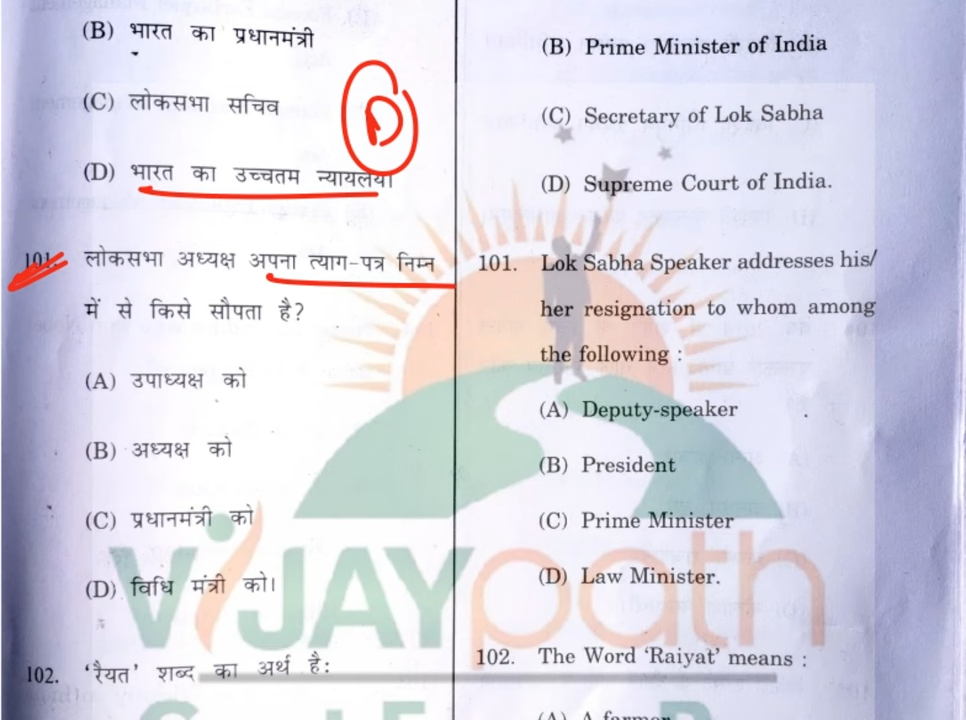 (B) भारत का प्रधानमंत्री
(C) लोकसभा सचिव
D
(D) भारत का उच्चतम न्यायलय।
101. लोकसभा अध्यक्ष अपना त्याग-पत्र निम्न
में से किसे सौपता है?
(A) उपाध्यक्ष को
(B) अध्यक्ष को
(C) प्रधानमंत्री को
(D) विधि मंत्री को।
102. ‘रैयत’ शब्द का अर्थ है:
(B) Prime Minister of India
(C) Secretary of Lok Sabha
(D) Supreme Court of India.
101. Lok Sabha Speaker addresses his/
her resignation to whom among
the following :
(A) Deputy-speaker
(B) President
(C) Prime Minister
(D) Law Minister.
102. The Word ‘Raiyat’ means :
(A) A farmer
ViJAYpath